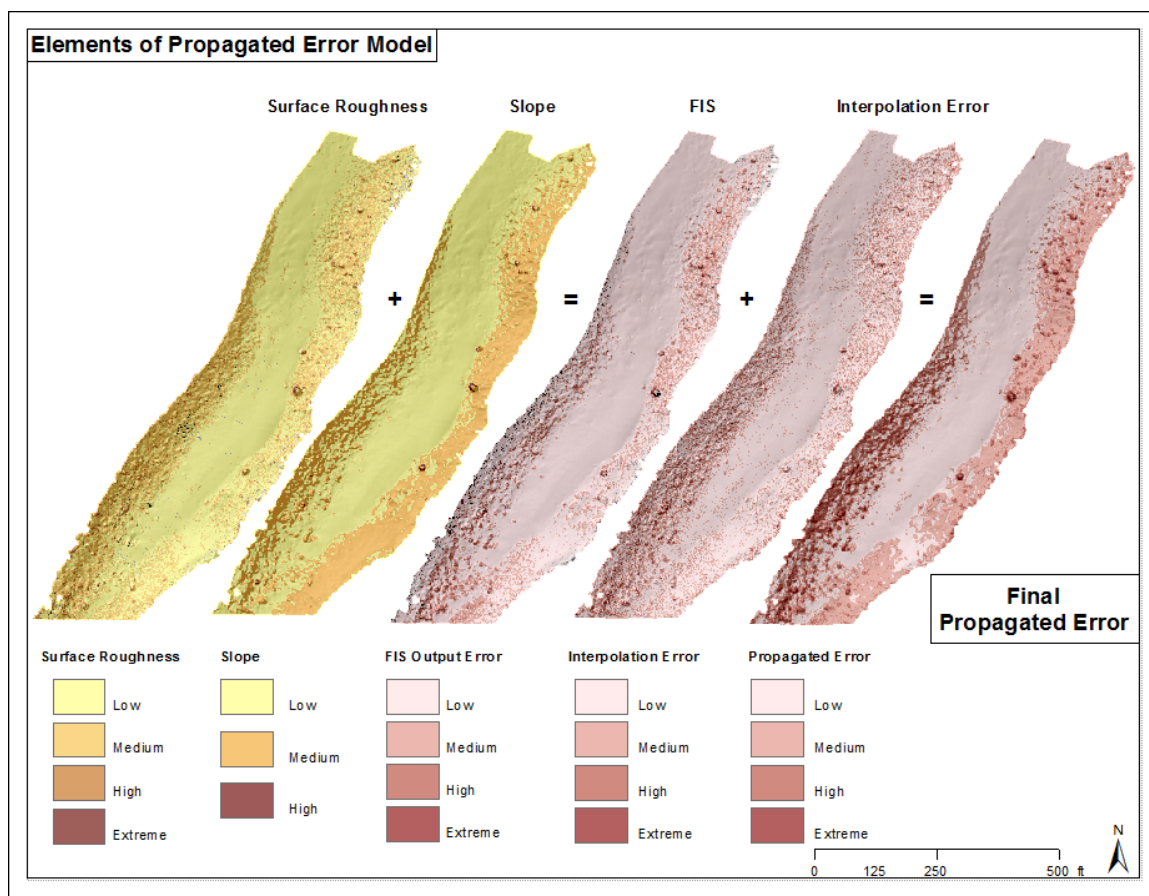 Elements of Propagated Error Model
Surface Roughness Slope FIS Interpolation Error
+ = + =
Final
Propagated Error
Surface Roughness
Low
Medium
High
Extreme
Slope
Low
Medium
High
FIS Output Error
Low
Medium
High
Extreme
Interpolation Error
Low
Medium
High
Extreme
Propagated Error
Low
Medium
High
Extreme
N
0 125 250 500 ft